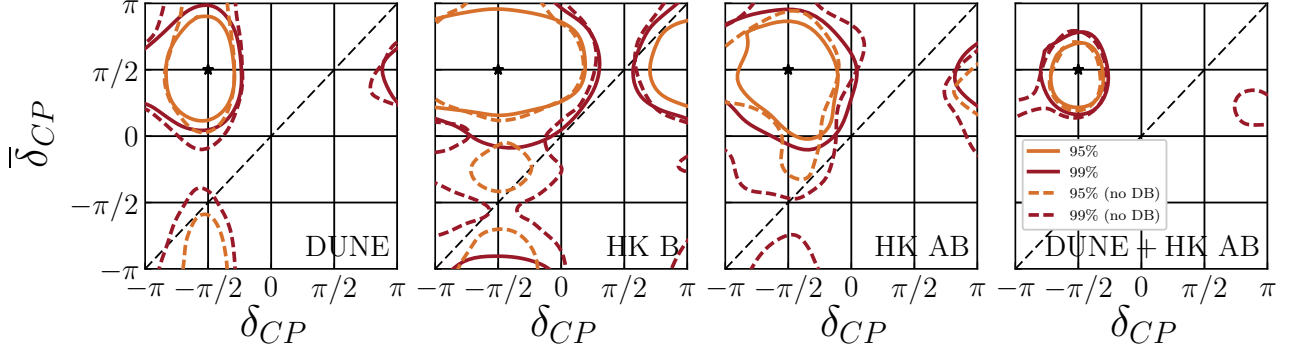 π
π/2
0
−π/2
−π
δ̅_CP
DUNE
HK B
HK AB
95%
99%
95% (no DB)
99% (no DB)
DUNE + HK AB
−π −π/2 0 π/2 π −π −π/2 0 π/2 π −π −π/2 0 π/2 π −π −π/2 0 π/2 π
δ_CP δ_CP δ_CP δ_CP